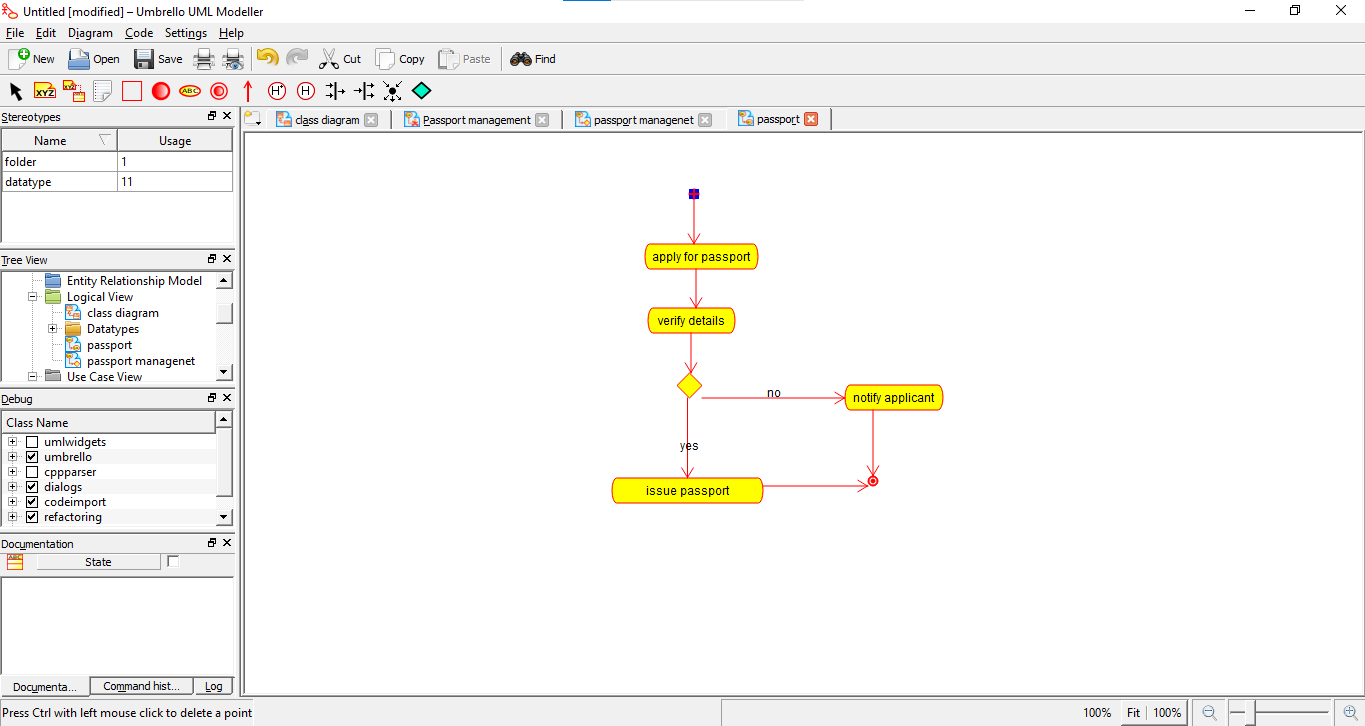 Untitled [modified] – Umbrello UML Modeller
File Edit Diagram Code Settings Help
New Open Save Cut Copy Paste Find
XYZ XYZ ABC H* H
Stereotypes
class diagram Passport management passport managenet passport
Name Usage
folder 1
datatype 11
Tree View
Entity Relationship Model
Logical View
class diagram
Datatypes
passport
passport managenet
Use Case View
Debug
Class Name
umlwidgets
umbrello
cppparser
dialogs
codeimport
refactoring
Documentation
ABC State
Documenta... Command hist... Log
apply for passport
verify details
no
notify applicant
yes
issue passport
Press Ctrl with left mouse click to delete a point
100% Fit 100%